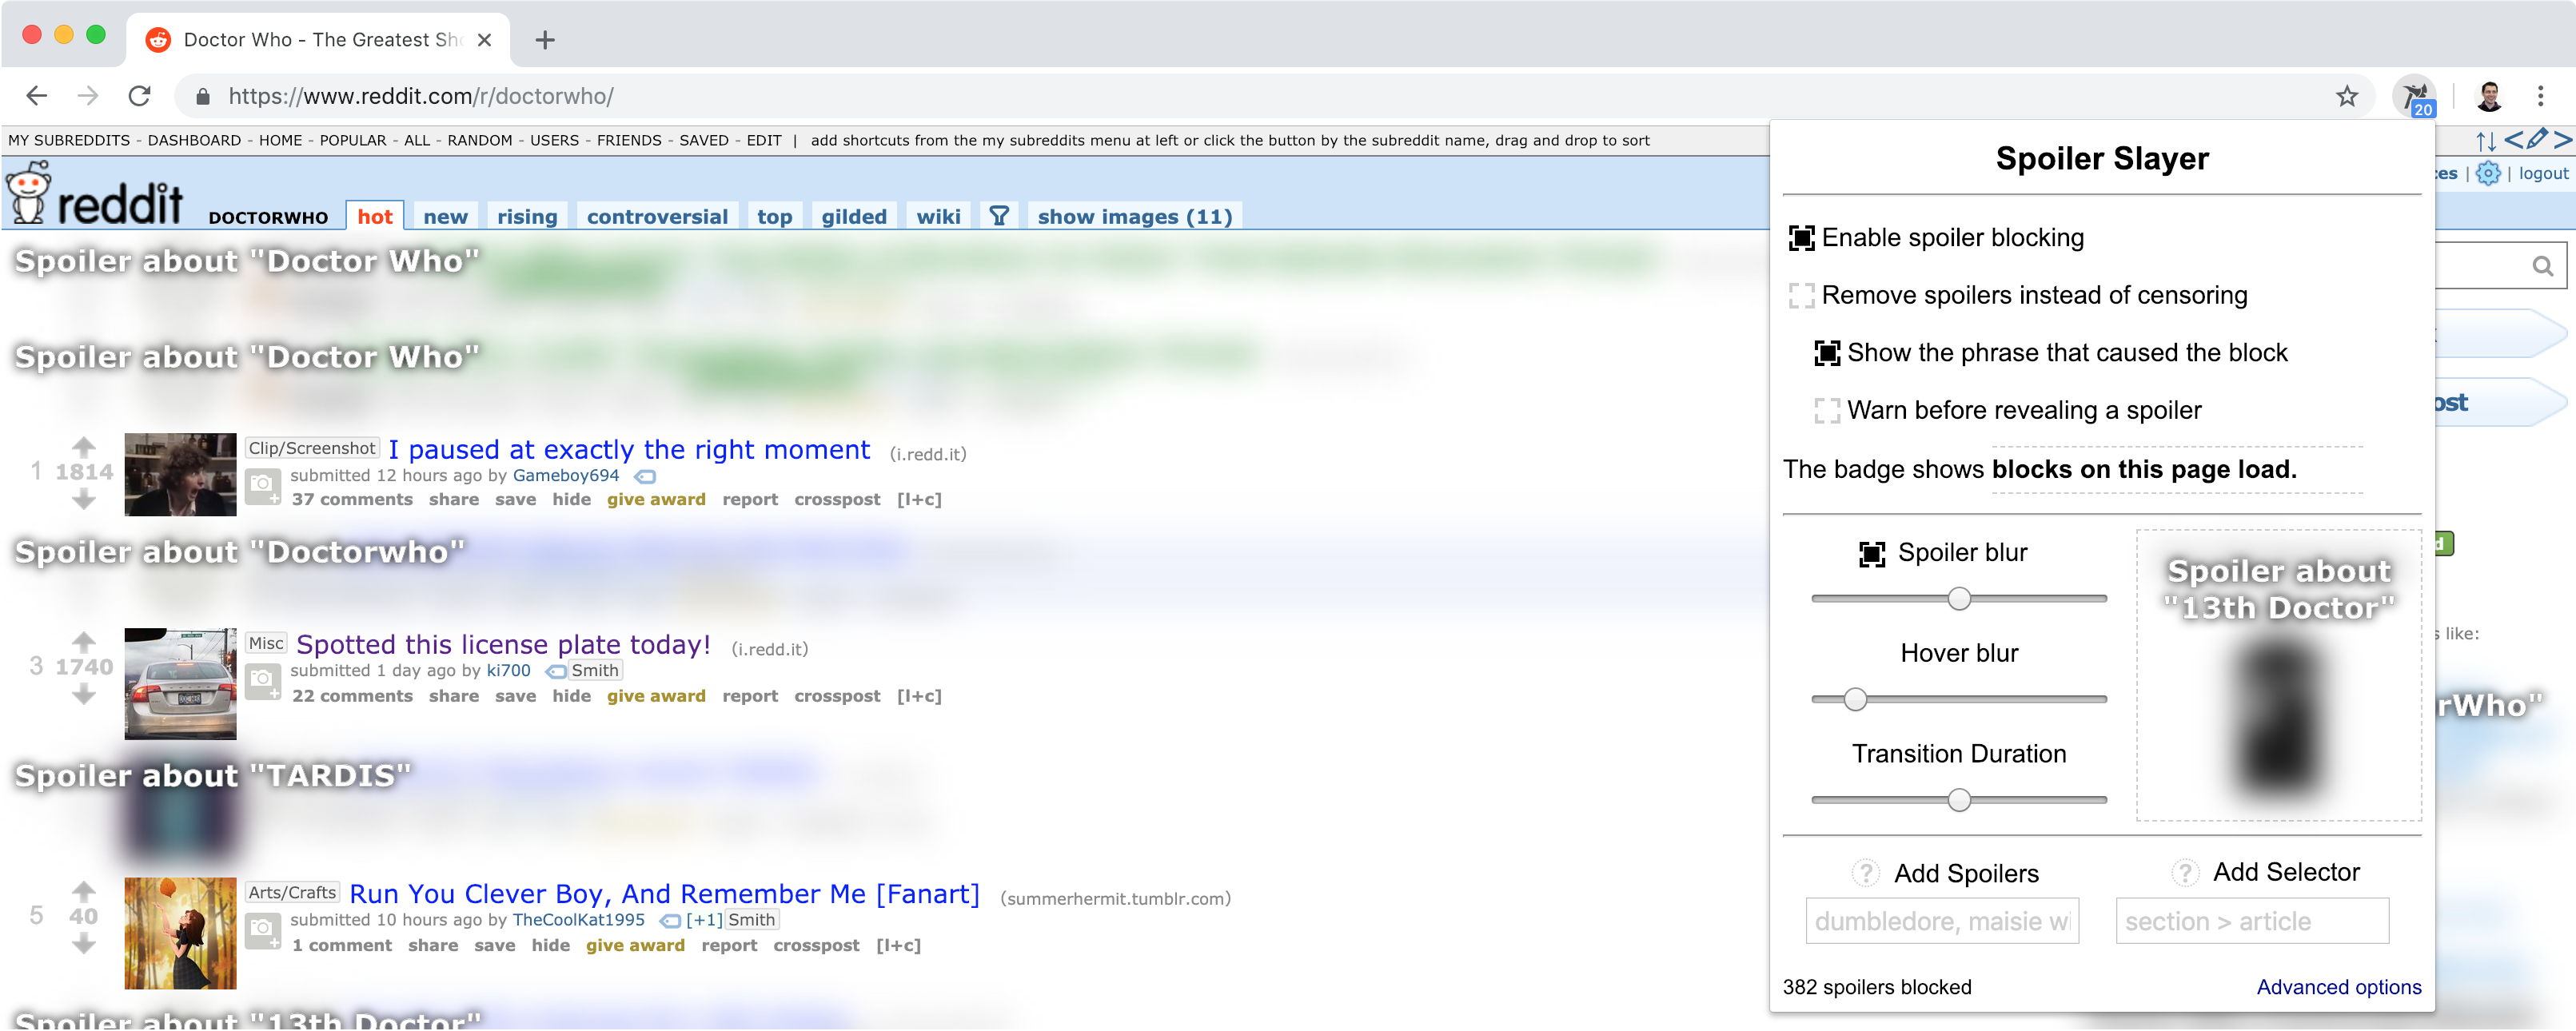 Doctor Who - The Greatest Sh
https://www.reddit.com/r/doctorwho/
20
MY SUBREDDITS - DASHBOARD - HOME - POPULAR - ALL - RANDOM - USERS - FRIENDS - SAVED - EDIT | add shortcuts from the my subreddits menu at left or click the button by the subreddit name, drag and drop to sort
ces | | logout
reddit DOCTORWHO hot new rising controversial top gilded wiki show images (11)
Spoiler about "Doctor Who"
Spoiler about "Doctor Who"
1 1814 Clip/Screenshot I paused at exactly the right moment (i.redd.it)
submitted 12 hours ago by Gameboy694
37 comments share save hide give award report crosspost [l+c]
Spoiler about "Doctorwho"
3 1740 Misc Spotted this license plate today! (i.redd.it)
submitted 1 day ago by ki700 Smith
22 comments share save hide give award report crosspost [l+c]
Spoiler about "TARDIS"
5 40 Arts/Crafts Run You Clever Boy, And Remember Me [Fanart] (summerhermit.tumblr.com)
submitted 10 hours ago by TheCoolKat1995 [+1] Smith
1 comment share save hide give award report crosspost [l+c]
Spoiler about "13th Doctor"
Spoiler Slayer
Enable spoiler blocking
Remove spoilers instead of censoring
Show the phrase that caused the block
Warn before revealing a spoiler
The badge shows blocks on this page load.
Spoiler blur
Hover blur
Transition Duration
Spoiler about
"13th Doctor"
? Add Spoilers
dumbledore, maisie wi
? Add Selector
section > article
382 spoilers blocked
Advanced options
ost
d
s like:
rWho"